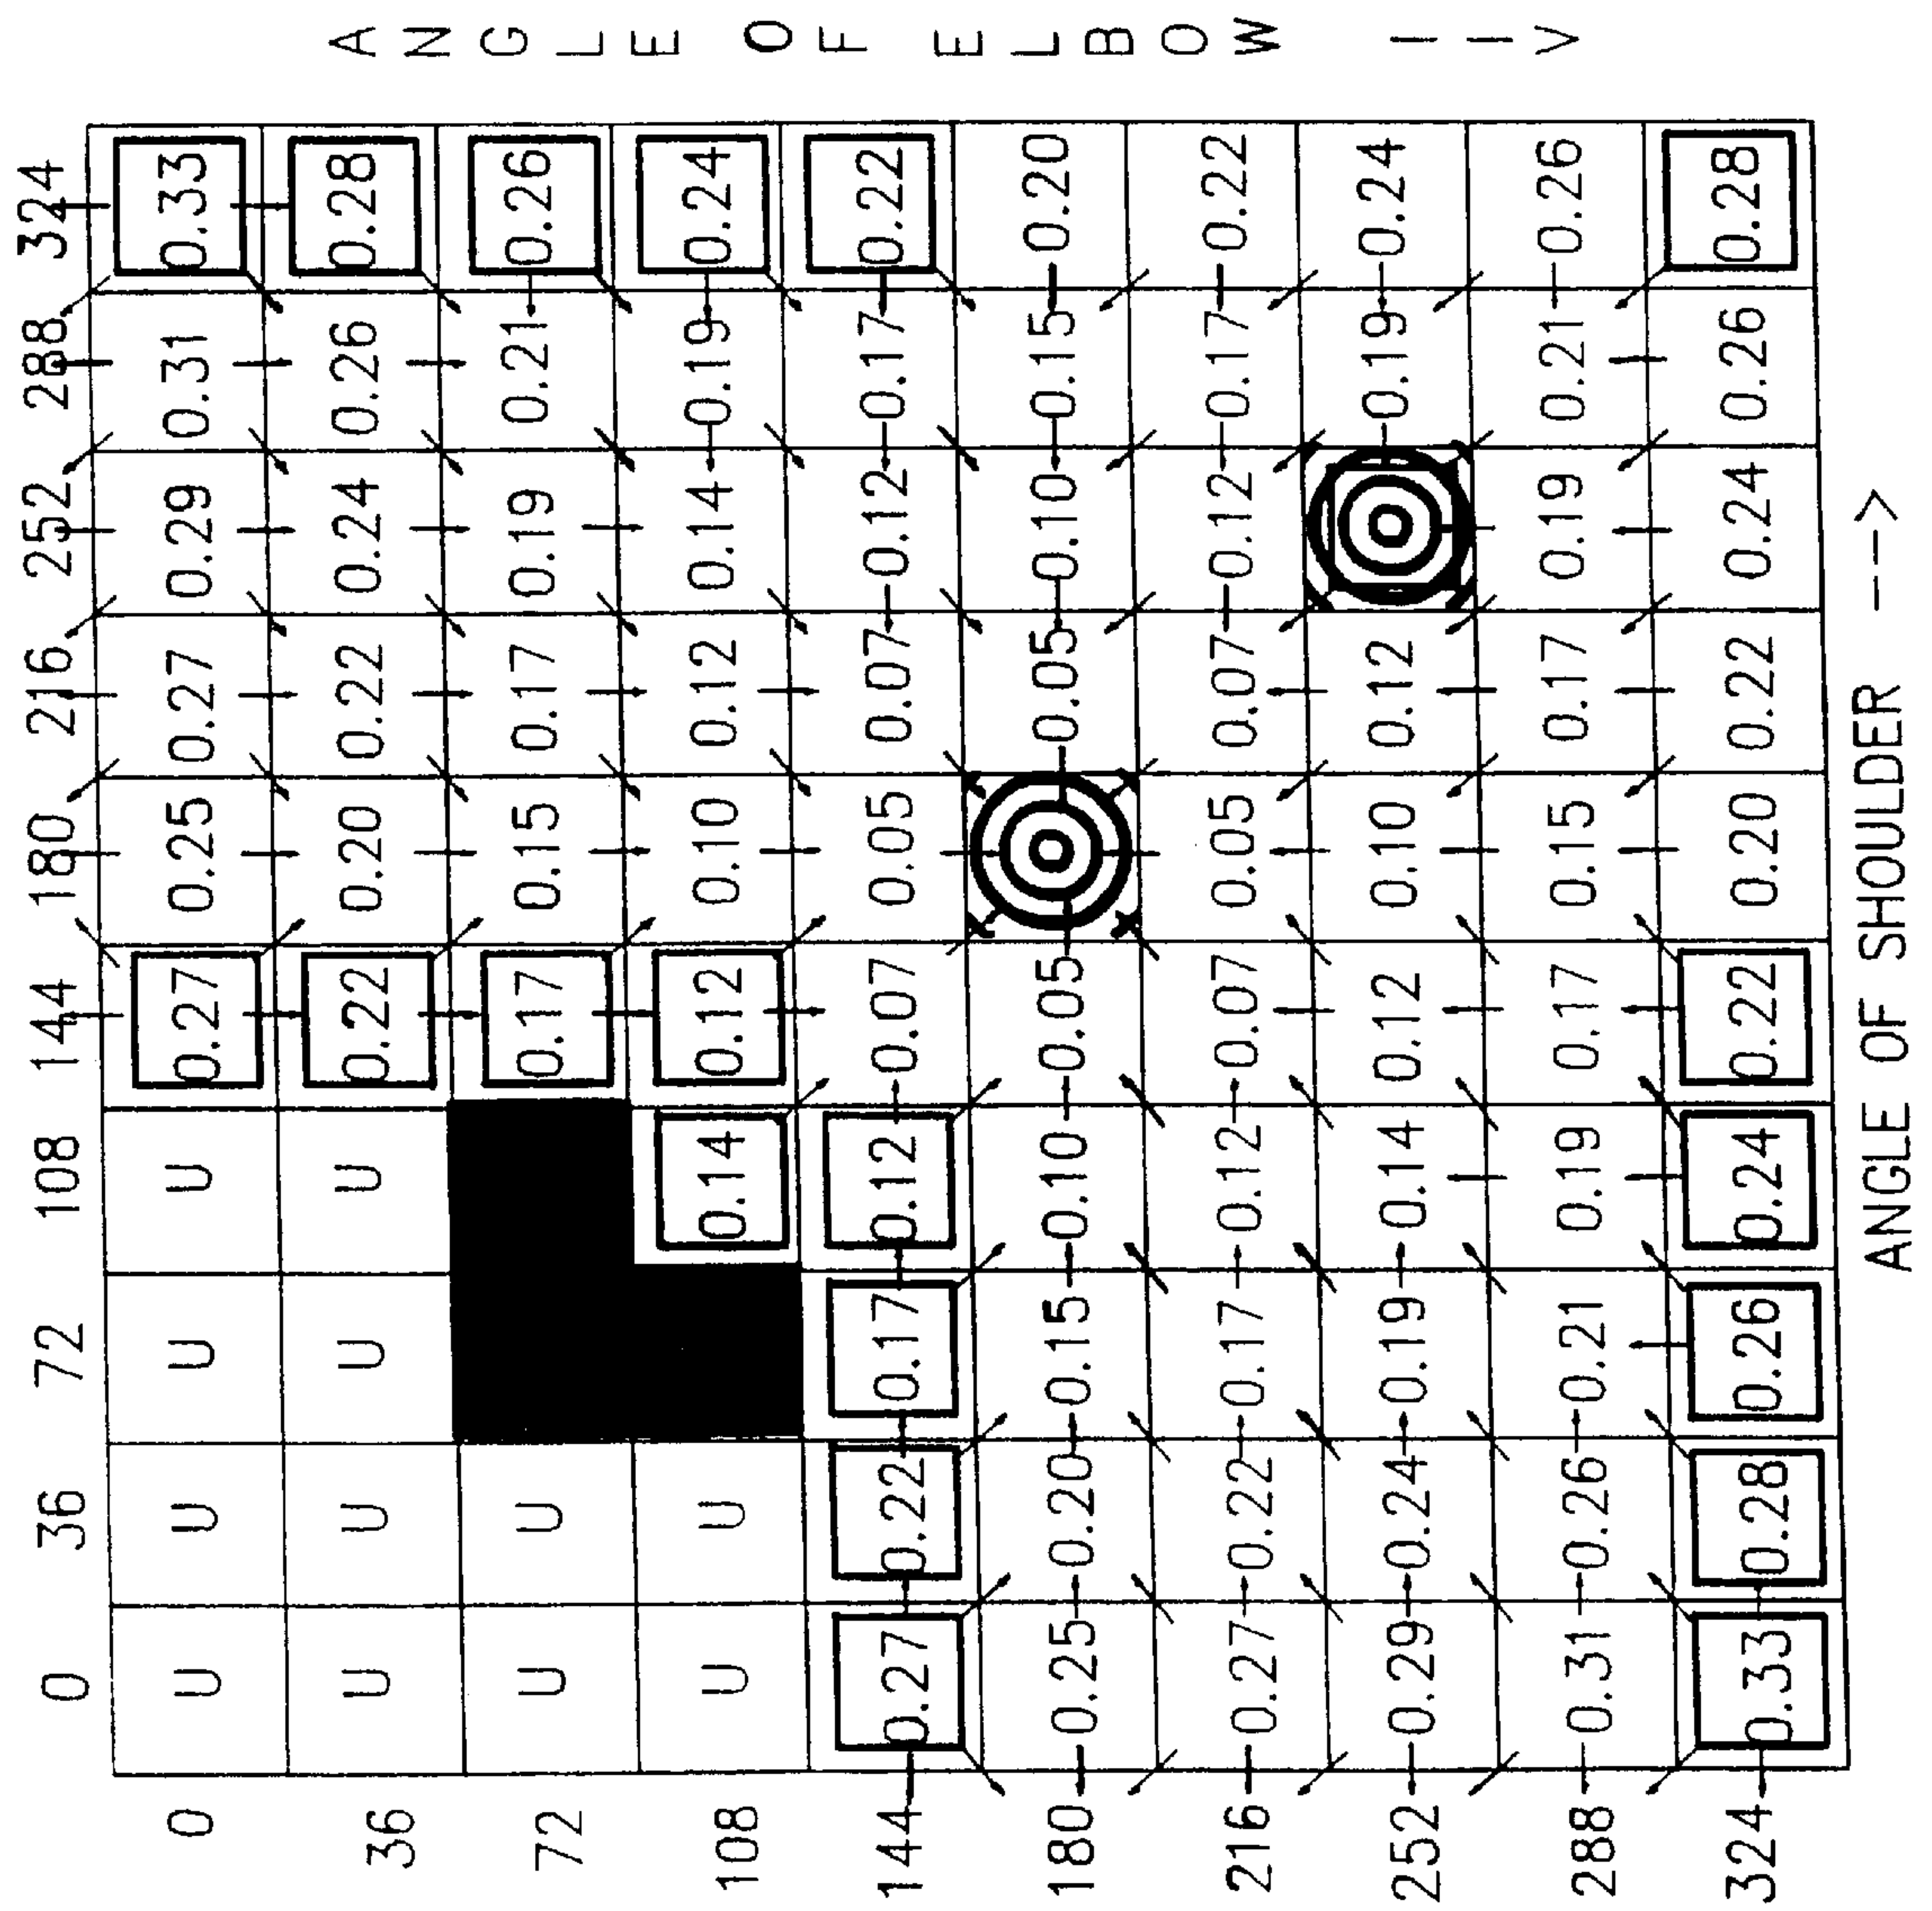 0 36 72 108 144 180 216 252 288 324
0 U U U U 0.27 0.25 0.27 0.29 0.31 0.33
36 U U U U 0.22 0.20 0.22 0.24 0.26 0.28
72 U U 0.17 0.15 0.17 0.19 0.21 0.26
108 U U 0.14 0.12 0.10 0.12 0.14 0.19 0.24
144 0.27 0.22 0.17 0.12 0.07 0.05 0.07 0.12 0.17 0.22
180 0.25 0.20 0.15 0.10 0.05 0.05 0.10 0.15 0.20
216 0.27 0.22 0.17 0.12 0.07 0.05 0.07 0.12 0.17 0.22
252 0.29 0.24 0.19 0.14 0.12 0.10 0.12 0.19 0.24
288 0.31 0.26 0.21 0.19 0.17 0.15 0.17 0.19 0.21 0.26
324 0.33 0.28 0.26 0.24 0.22 0.20 0.22 0.24 0.26 0.28
ANGLE OF SHOULDER -->
ANGLE OF ELBOW | | V